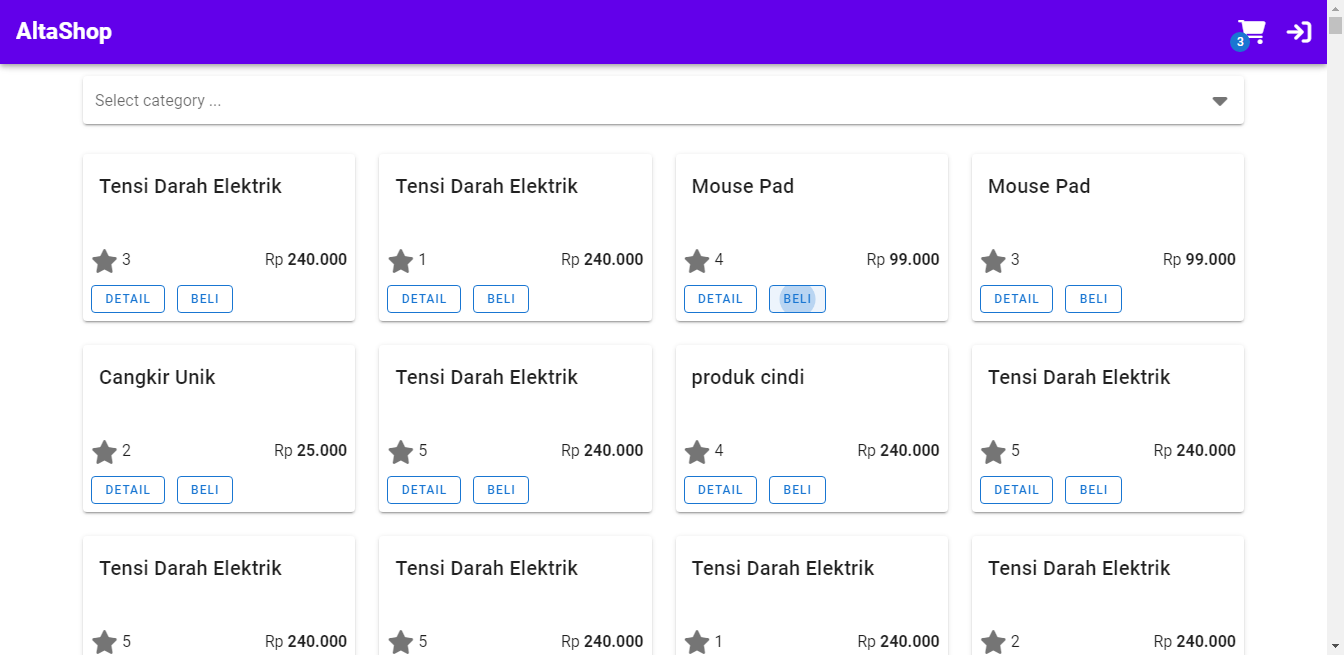 AltaShop
3
Select category ...
Tensi Darah Elektrik
3 Rp 240.000
DETAIL BELI
Tensi Darah Elektrik
1 Rp 240.000
DETAIL BELI
Mouse Pad
4 Rp 99.000
DETAIL BELI
Mouse Pad
3 Rp 99.000
DETAIL BELI
Cangkir Unik
2 Rp 25.000
DETAIL BELI
Tensi Darah Elektrik
5 Rp 240.000
DETAIL BELI
produk cindi
4 Rp 240.000
DETAIL BELI
Tensi Darah Elektrik
5 Rp 240.000
DETAIL BELI
Tensi Darah Elektrik
5 Rp 240.000
Tensi Darah Elektrik
5 Rp 240.000
Tensi Darah Elektrik
1 Rp 240.000
Tensi Darah Elektrik
2 Rp 240.000